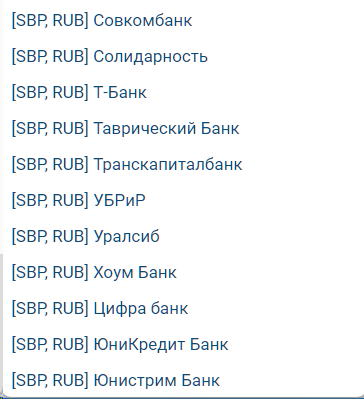 [SBP, RUB] Совкомбанк
[SBP, RUB] Солидарность
[SBP, RUB] Т-Банк
[SBP, RUB] Таврический Банк
[SBP, RUB] Транскапиталбанк
[SBP, RUB] УБРиР
[SBP, RUB] Уралсиб
[SBP, RUB] Хоум Банк
[SBP, RUB] Цифра банк
[SBP, RUB] ЮниКредит Банк
[SBP, RUB] Юнистрим Банк